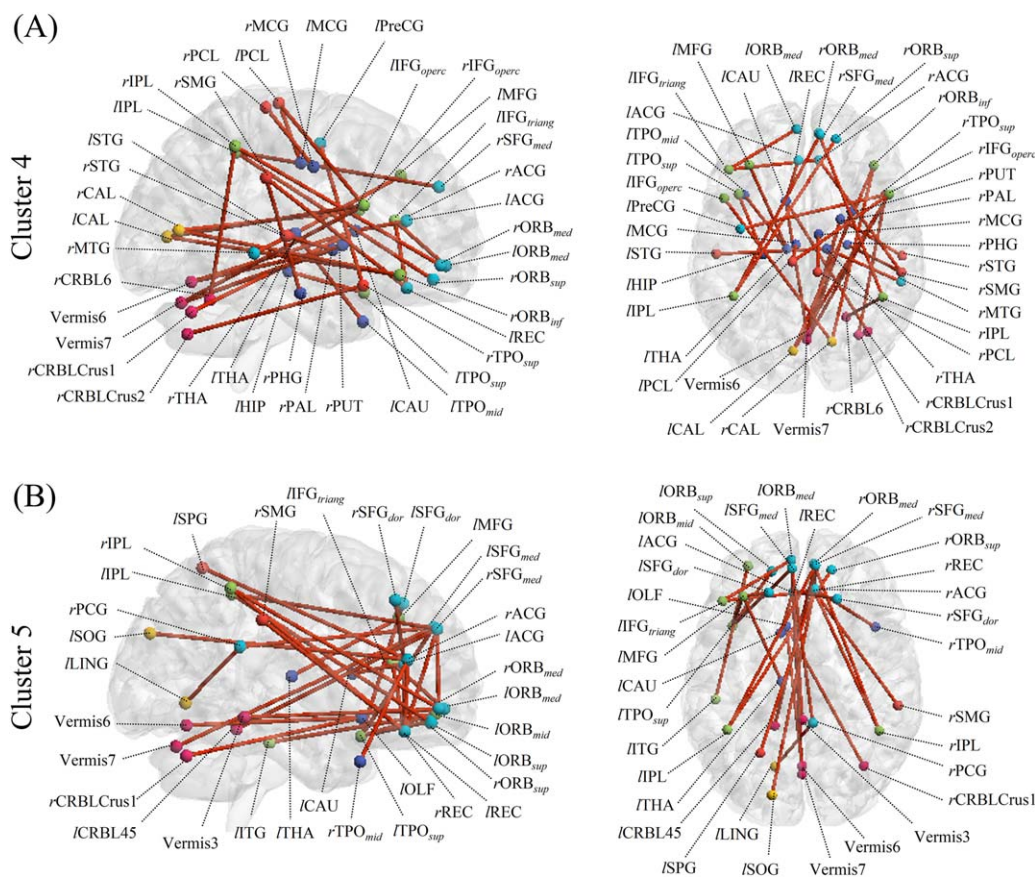 (A)
Cluster 4
rMCG
lMCG
lPreCG
rPCL
lPCL
rSMG
rIPL
lIPL
lSTG
rSTG
rCAL
lCAL
rMTG
rCRBL6
Vermis6
Vermis7
rCRBLCrus1
rCRBLCrus2
rTHA
lTHA
lHIP
rPHG
rPAL
rPUT
lCAU
lTPOmid
lTPOsup
rTPOsup
lREC
rORBinf
rORBsup
lORBmed
rORBmed
lACG
rACG
rSFGmed
lIFGtriang
lMFG
rIFGoperc
lIFGoperc
lMFG
lORBmed
rORBmed
rORBsup
lIFGtriang
lCAU
lREC
rSFGmed
rACG
lACG
rORBinf
lTPOmid
rTPOsup
lTPOsup
rIFGoperc
lIFGoperc
rPUT
lPreCG
rPAL
lMCG
rMCG
lSTG
rPHG
rSTG
lHIP
rSMG
lIPL
rMTG
rIPL
lTHA
rPCL
lPCL
rTHA
Vermis6
rCRBL6
rCRBLCrus1
lCAL
rCAL
Vermis7
rCRBLCrus2
(B)
Cluster 5
lIFGtriang
lSPG
rSMG
rSFGdor
lSFGdor
rIPL
lMFG
lIPL
lSFGmed
rPCG
rSFGmed
lSOG
rACG
lLING
lACG
rORBmed
lORBmed
Vermis6
lORBmid
Vermis7
lORBsup
rORBsup
rCRBLCrus1
lOLF
lCRBL45
Vermis3
lITG
lTHA
lCAU
rTPOmid
lTPOsup
rREC
lREC
lORBsup
lORBmed
lORBmid
lSFGmed
lREC
rORBmed
rSFGmed
lACG
rORBsup
lSFGdor
rREC
lOLF
rACG
rSFGdor
lIFGtriang
rTPOmid
lMFG
lCAU
lTPOsup
rSMG
lITG
rIPL
lIPL
rPCG
lTHA
rCRBLCrus1
lCRBL45
lLING
Vermis3
Vermis6
lSPG
lSOG
Vermis7